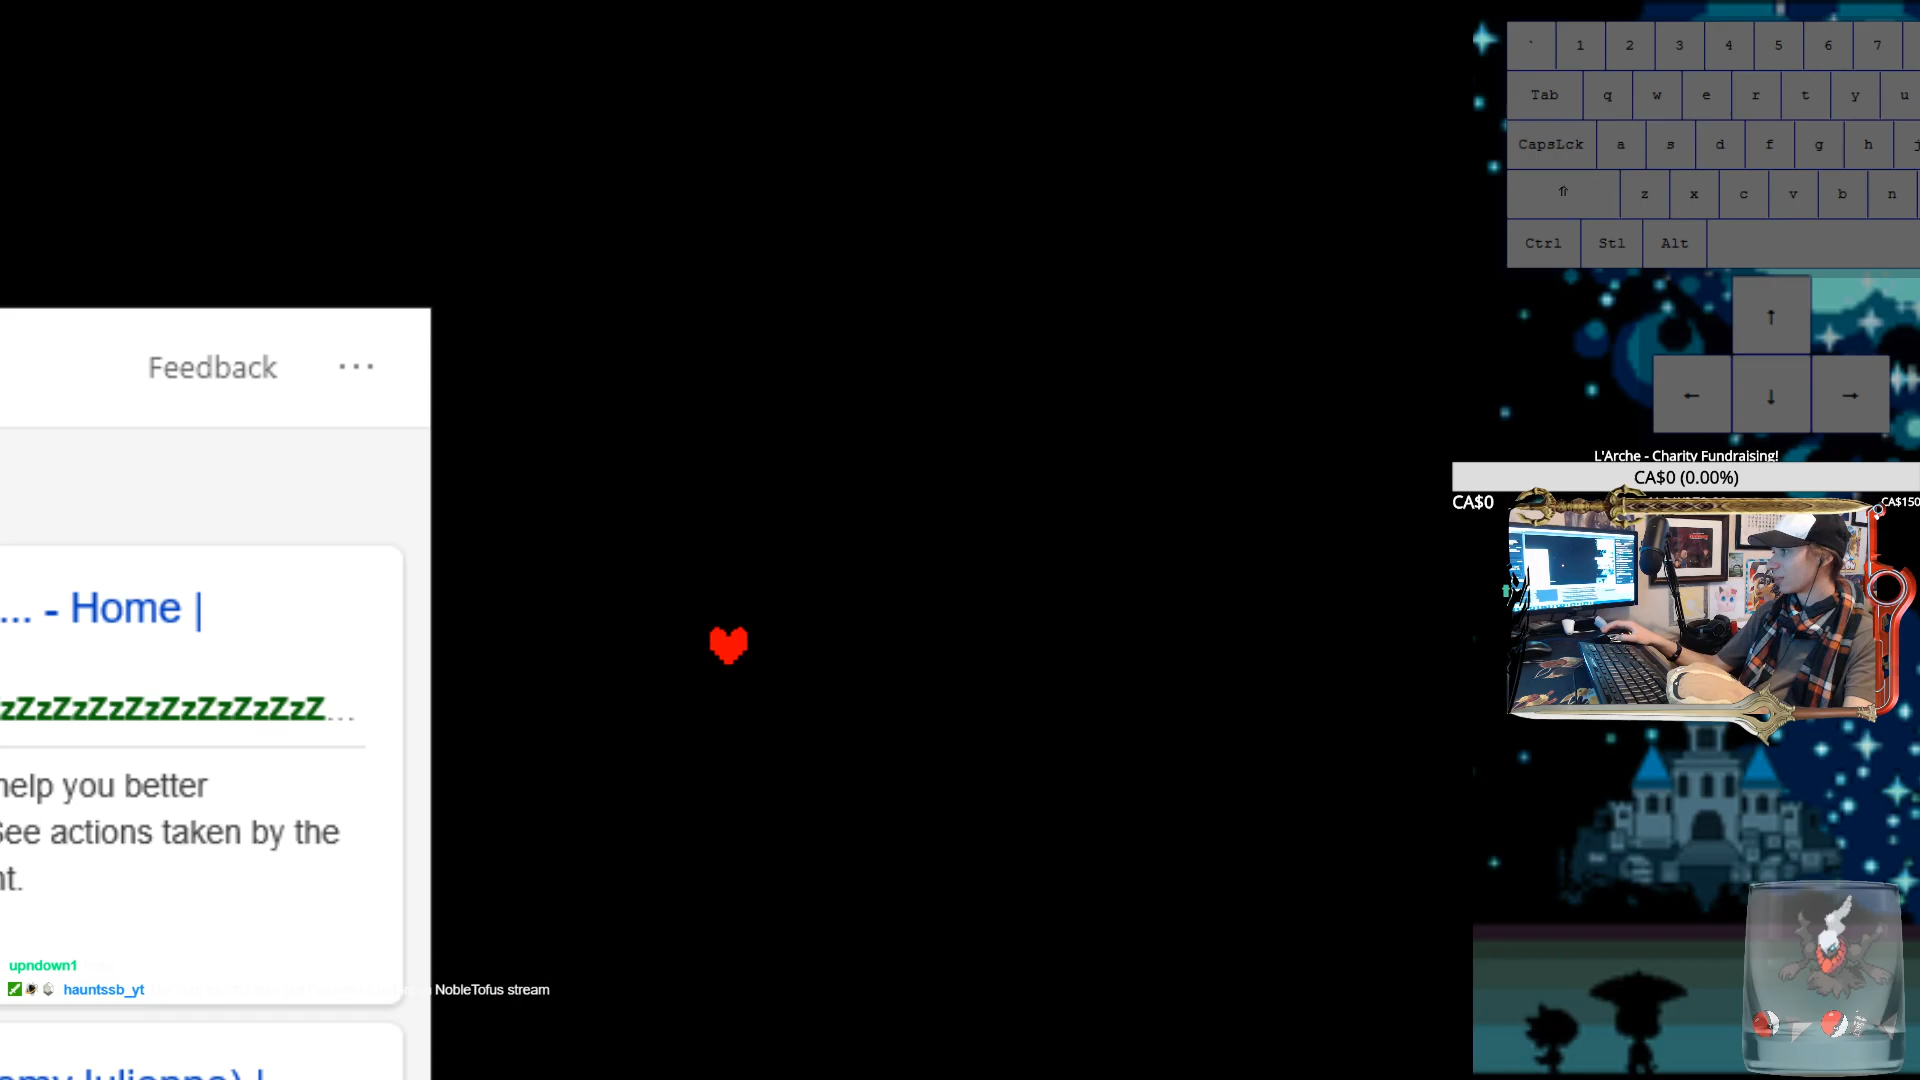 ` 1 2 3 4 5 6 7
Tab q w e r t y u
CapsLck a s d f g h j
⇧ z x c v b n
Ctrl Stl Alt
Feedback ...
↑
← ↓ →
L'Arche - Charity Fundraising!
CA$0 (0.00%)
CA$0
CA$150
... - Home |
zZzZzZzZzZzZzZzZ...
help you better
See actions taken by the
nt.
upndown1
hauntssb_yt
NobleTofus stream